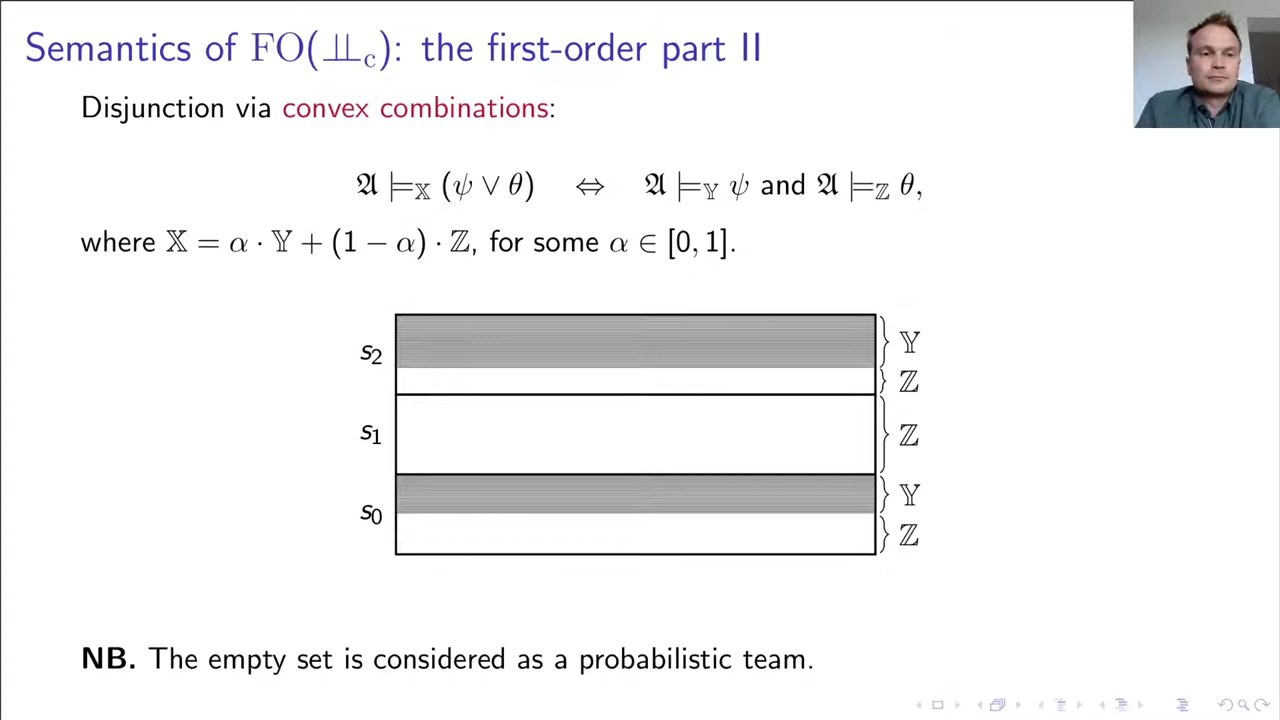 Semantics of FO(⫫c): the first-order part II
Disjunction via convex combinations:
𝔄 ⊨𝕏 (ψ ∨ θ) ⇔ 𝔄 ⊨𝕐 ψ and 𝔄 ⊨ℤ θ,
where 𝕏 = α · 𝕐 + (1 − α) · ℤ, for some α ∈ [0, 1].
s2
𝕐
ℤ
s1
ℤ
s0
𝕐
ℤ
NB. The empty set is considered as a probabilistic team.